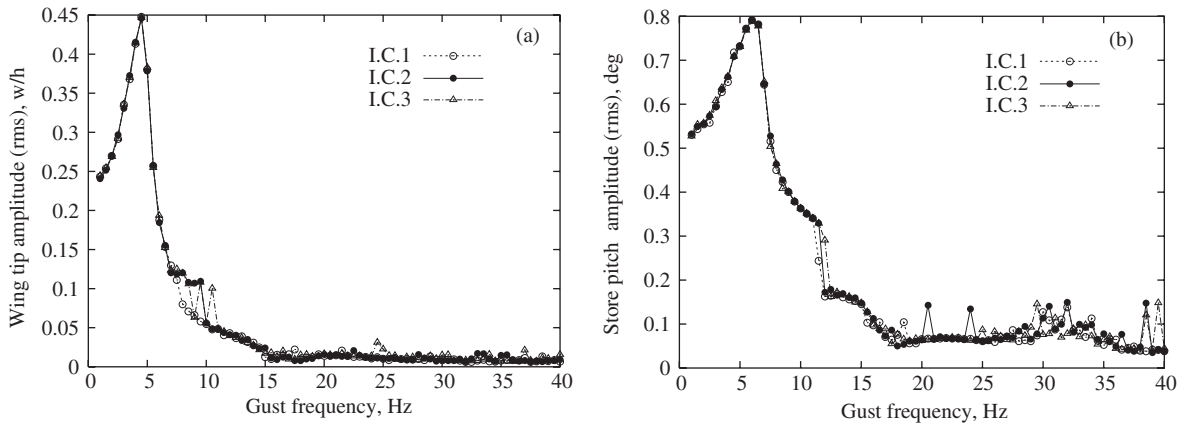 (a)
I.C.1
I.C.2
I.C.3
Wing tip amplitude (rms), w/h
0.45
0.4
0.35
0.3
0.25
0.2
0.15
0.1
0.05
0
0 5 10 15 20 25 30 35 40
Gust frequency, Hz
(b)
I.C.1
I.C.2
I.C.3
Store pitch amplitude (rms), deg
0.8
0.7
0.6
0.5
0.4
0.3
0.2
0.1
0
0 5 10 15 20 25 30 35 40
Gust frequency, Hz